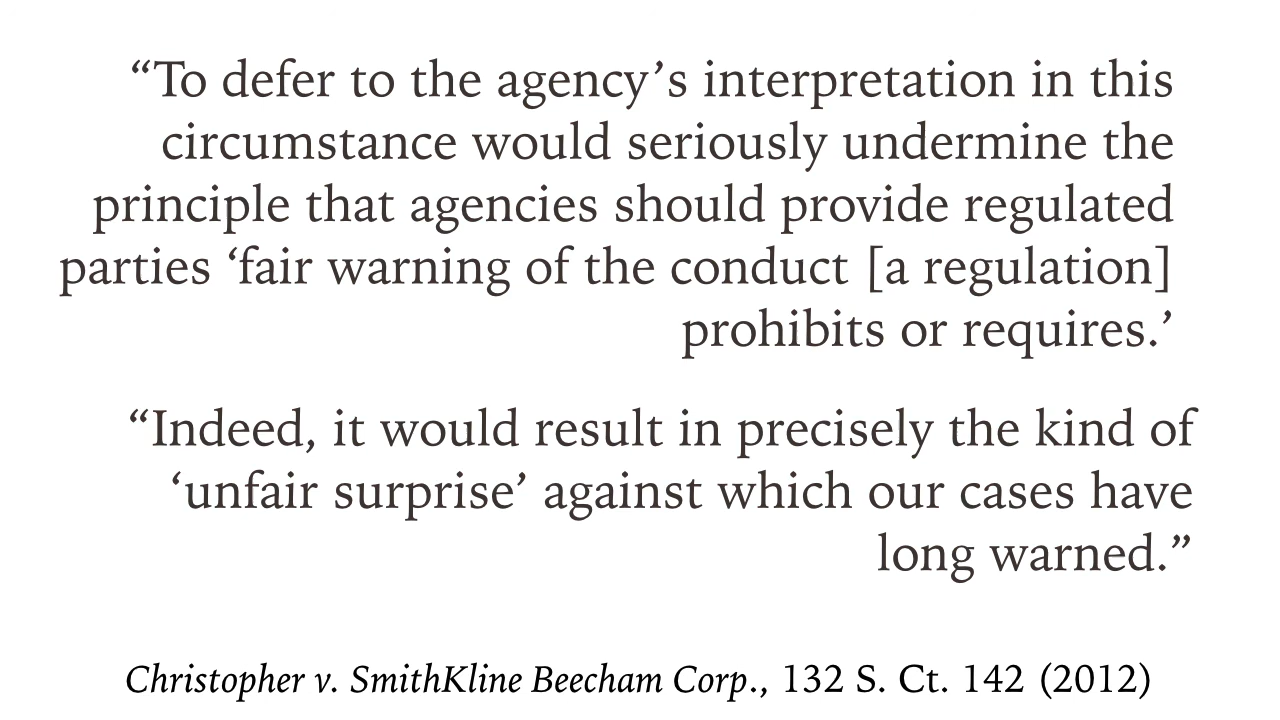 “To defer to the agency’s interpretation in this
circumstance would seriously undermine the
principle that agencies should provide regulated
parties ‘fair warning of the conduct [a regulation]
prohibits or requires.’
“Indeed, it would result in precisely the kind of
‘unfair surprise’ against which our cases have
long warned.”
Christopher v. SmithKline Beecham Corp., 132 S. Ct. 142 (2012)